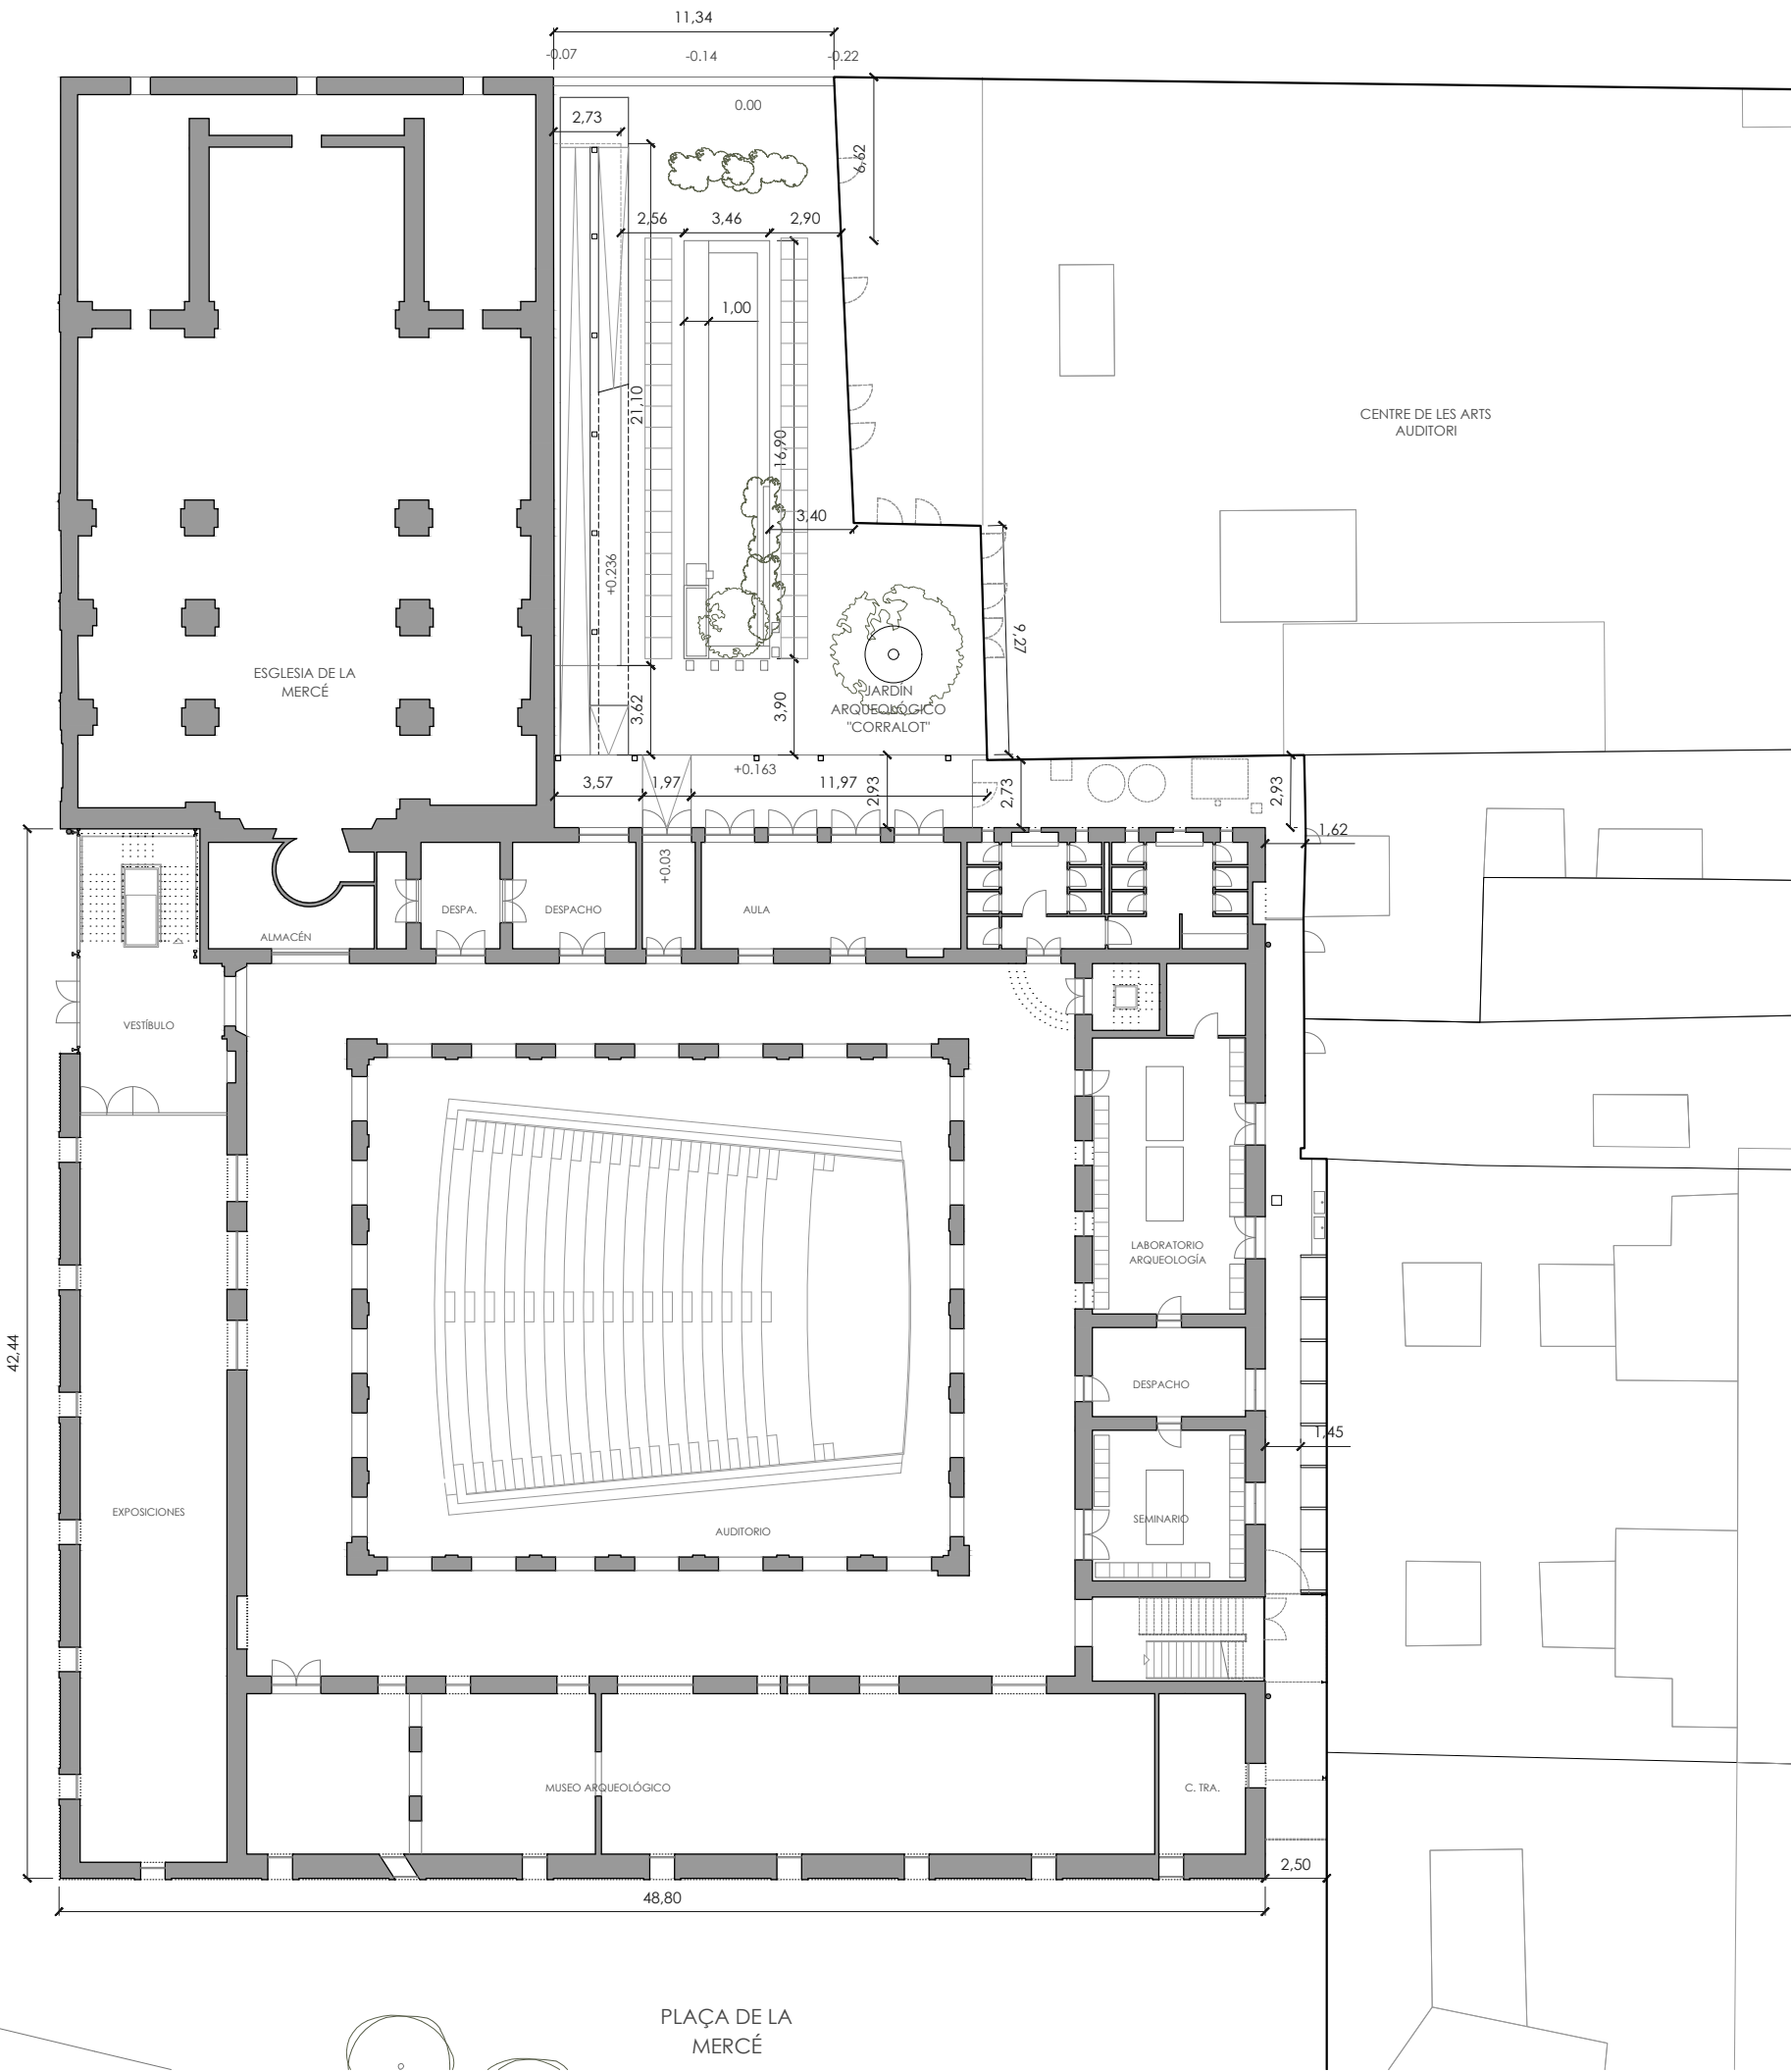 11,34
-0.07
-0.14
-0.22
0.00
2,73
6,62
2,56
3,46
2,90
1,00
21,10
16,90
CENTRE DE LES ARTS
AUDITORI
3,40
+0.236
9,27
ESGLESIA DE LA
MERCÉ
JARDÍN
ARQUEOLÓGICO
"CORRALOT"
3,62
3,90
+0.163
3,57
1,97
11,97
2,93
2,73
2,93
1,62
+0.03
DESPA.
DESPACHO
AULA
ALMACÉN
VESTÍBULO
LABORATORIO
ARQUEOLOGÍA
42,44
DESPACHO
1,45
EXPOSICIONES
SEMINARIO
AUDITORIO
MUSEO ARQUEOLÓGICO
C. TRA.
2,50
48,80
PLAÇA DE LA
MERCÉ